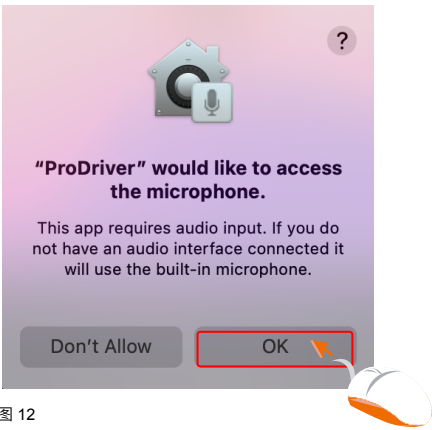 ?
“ProDriver” would like to access
the microphone.
This app requires audio input. If you do
not have an audio interface connected it
will use the built-in microphone.
Don’t Allow
OK
图 12